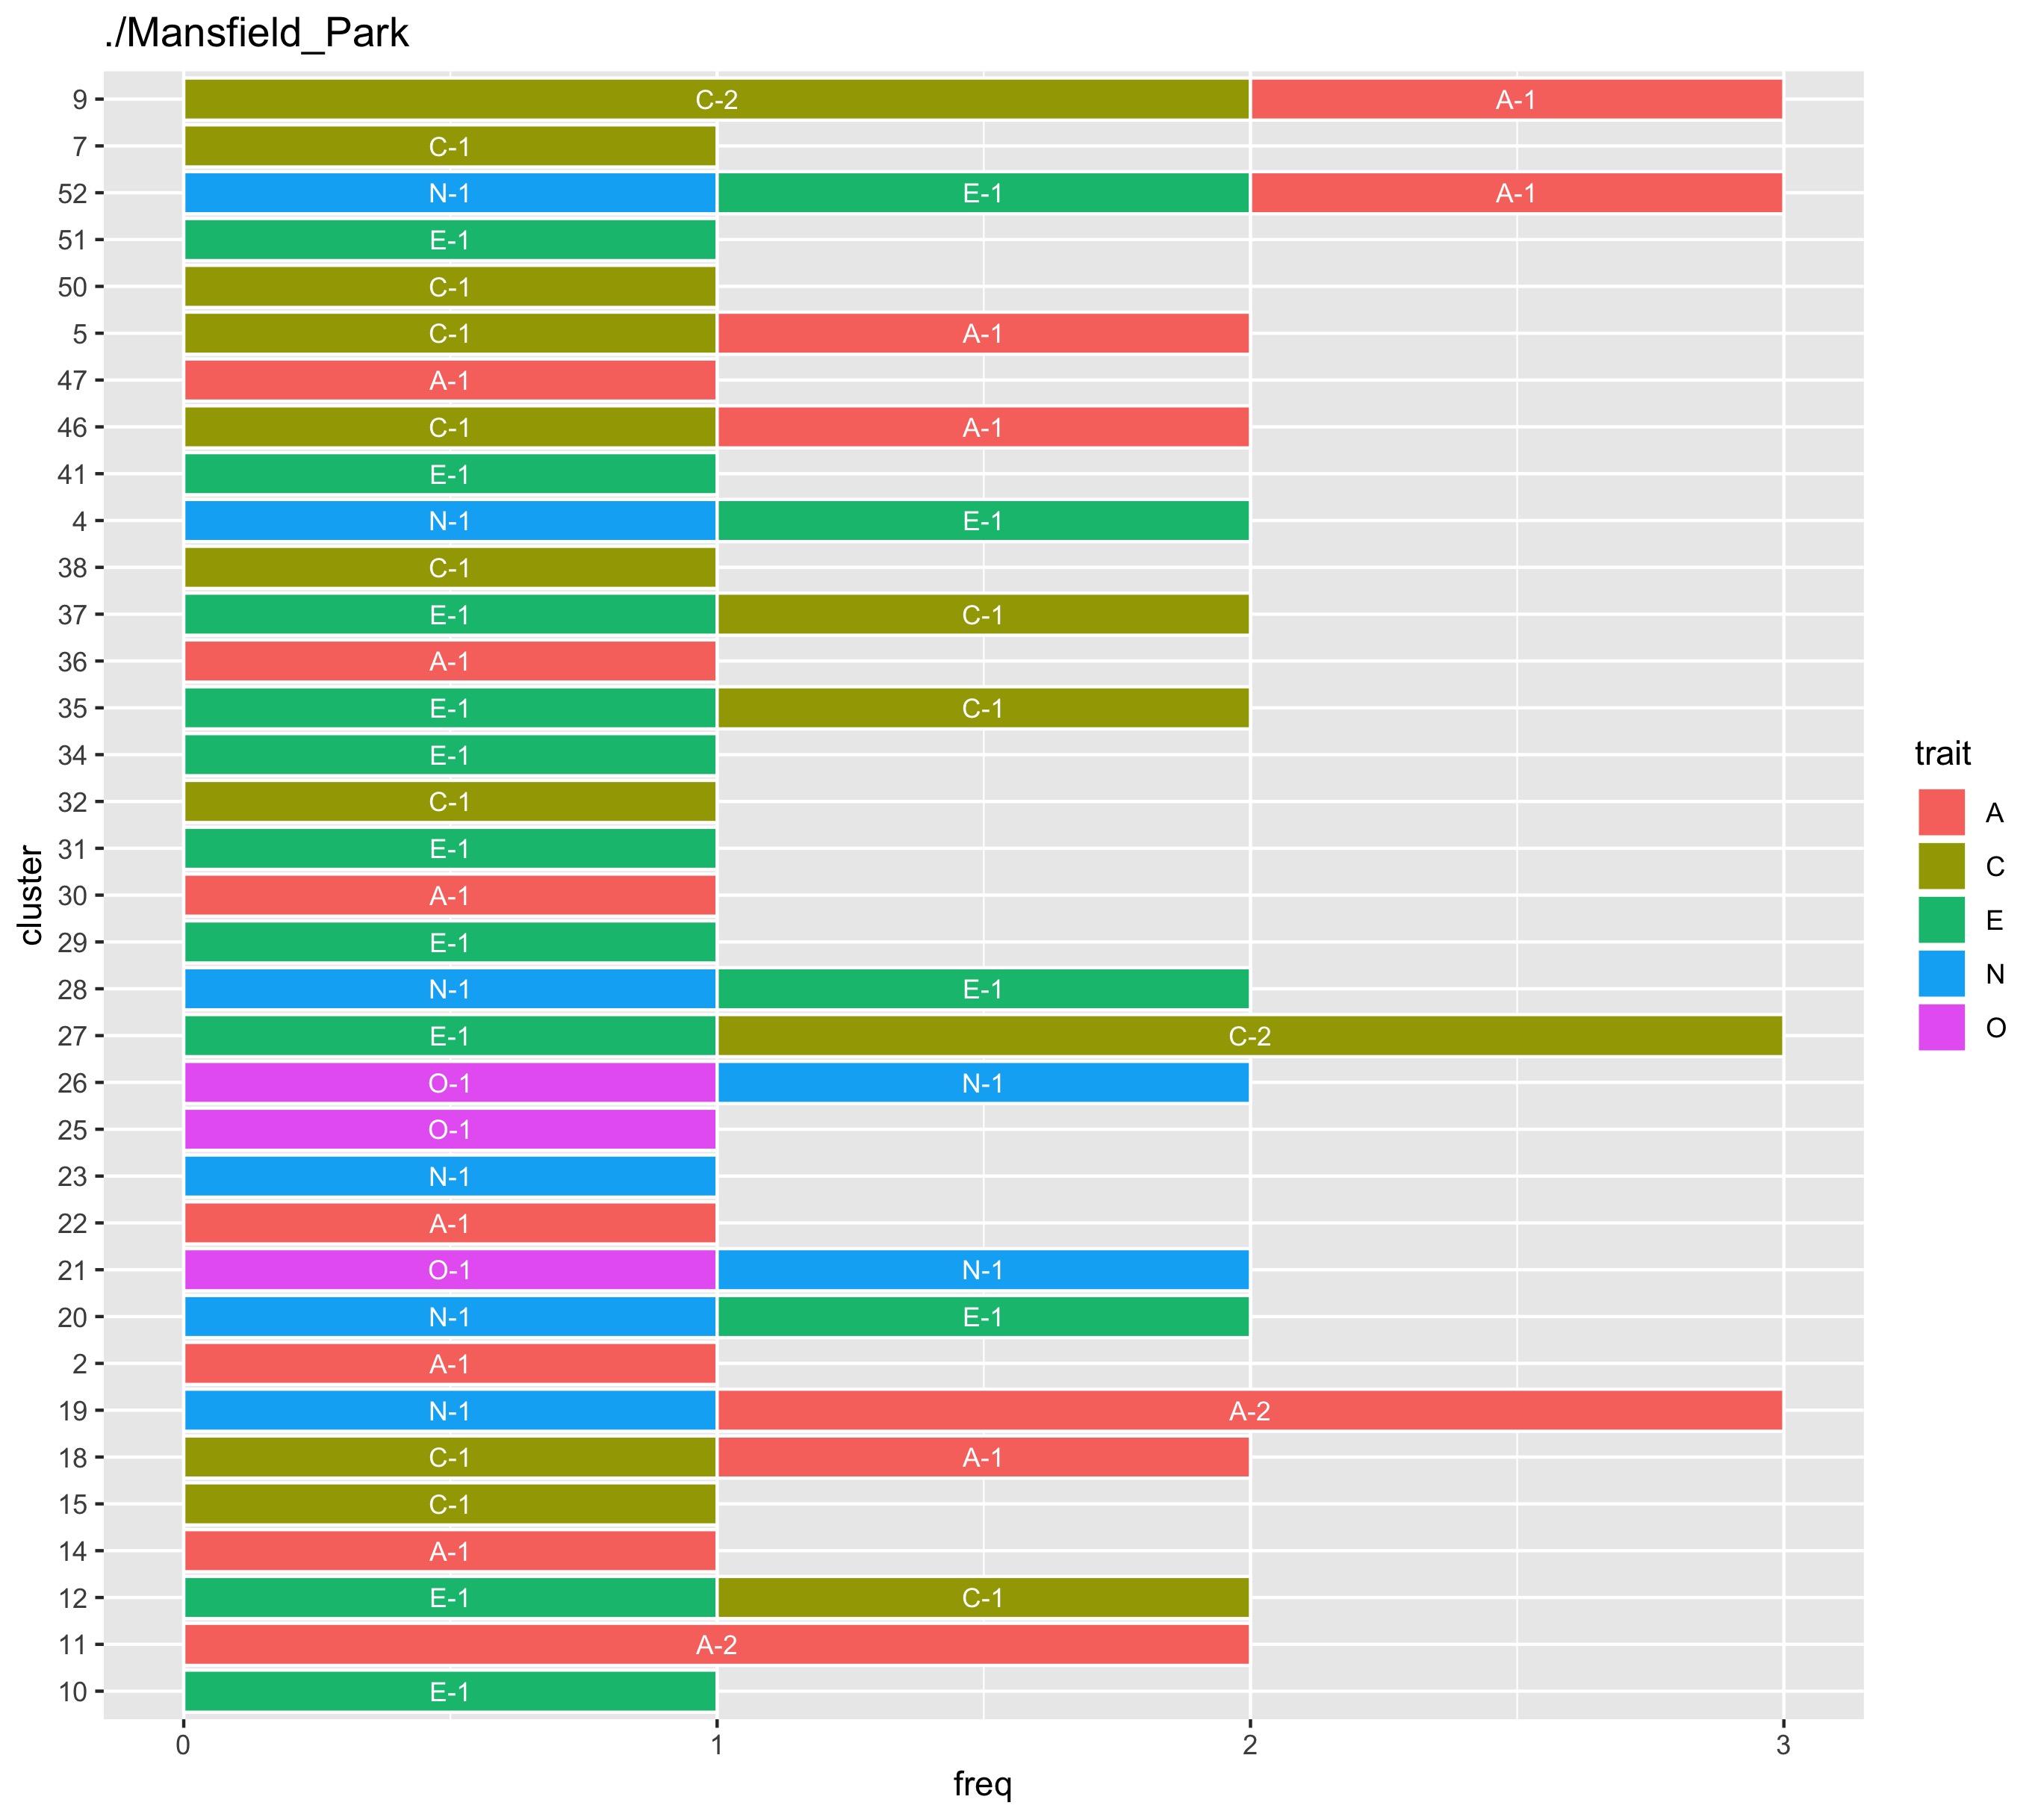 ./Mansfield_Park
9 C-2 A-1
7 C-1
52 N-1 E-1 A-1
51 E-1
50 C-1
5 C-1 A-1
47 A-1
46 C-1 A-1
41 E-1
4 N-1 E-1
38 C-1
37 E-1 C-1
36 A-1
35 E-1 C-1
34 E-1
32 C-1
31 E-1
30 A-1
29 E-1
28 N-1 E-1
27 E-1 C-2
26 O-1 N-1
25 O-1
23 N-1
22 A-1
21 O-1 N-1
20 N-1 E-1
2 A-1
19 N-1 A-2
18 C-1 A-1
15 C-1
14 A-1
12 E-1 C-1
11 A-2
10 E-1
0 1 2 3
freq
cluster
trait
A
C
E
N
O